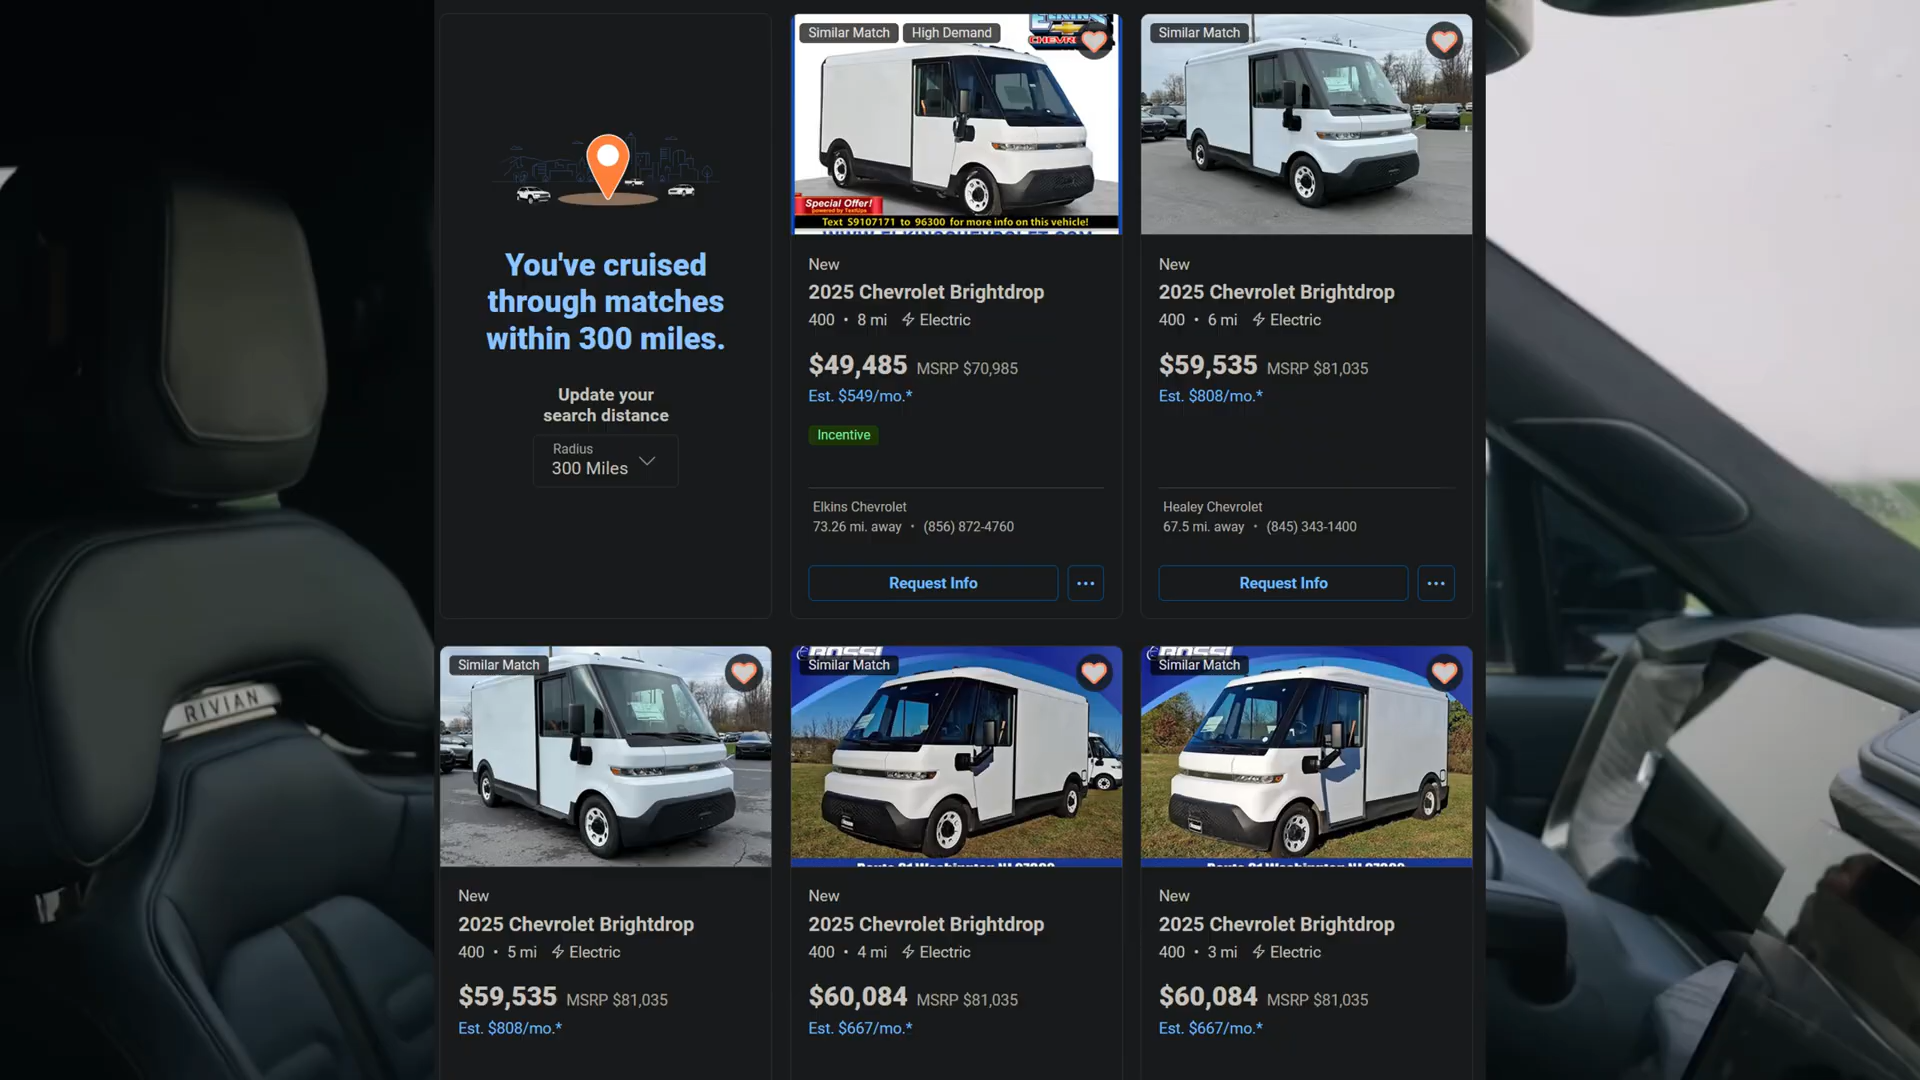 You've cruised
through matches
within 300 miles.
Update your
search distance
Radius
300 Miles
Similar Match
High Demand
Special Offer!
Text S9107171 to 96300 for more info on this vehicle!
New
2025 Chevrolet Brightdrop
400 • 8 mi Electric
$49,485 MSRP $70,985
Est. $549/mo.*
Incentive
Elkins Chevrolet
73.26 mi. away • (856) 872-4760
Request Info
Similar Match
New
2025 Chevrolet Brightdrop
400 • 6 mi Electric
$59,535 MSRP $81,035
Est. $808/mo.*
Healey Chevrolet
67.5 mi. away • (845) 343-1400
Request Info
RIVIAN
Similar Match
New
2025 Chevrolet Brightdrop
400 • 5 mi Electric
$59,535 MSRP $81,035
Est. $808/mo.*
ROSSI
Similar Match
New
2025 Chevrolet Brightdrop
400 • 4 mi Electric
$60,084 MSRP $81,035
Est. $667/mo.*
ROSSI
Similar Match
New
2025 Chevrolet Brightdrop
400 • 3 mi Electric
$60,084 MSRP $81,035
Est. $667/mo.*